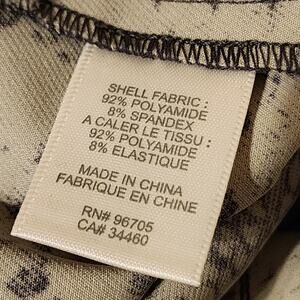 SHELL FABRIC :
92% POLYAMIDE
8% SPANDEX
A CALER LE TISSU :
92% POLYAMIDE
8% ELASTIQUE
MADE IN CHINA
FABRIQUE EN CHINE
RN# 96705
CA# 34460